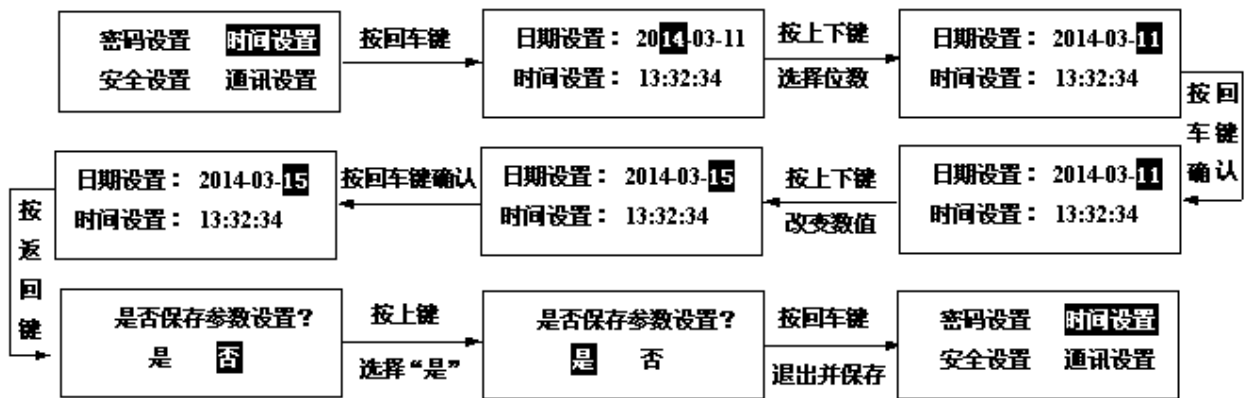 密码设置 时间设置
安全设置 通讯设置
按回车键
日期设置： 2014-03-11
时间设置： 13:32:34
按上下键
选择位数
日期设置： 2014-03-11
时间设置： 13:32:34
按回车键确认
日期设置： 2014-03-11
时间设置： 13:32:34
按上下键
改变数值
日期设置： 2014-03-15
时间设置： 13:32:34
按回车键确认
日期设置： 2014-03-15
时间设置： 13:32:34
按返回键
是否保存参数设置？
是 否
按上键
选择“是”
是否保存参数设置？
是 否
按回车键
退出并保存
密码设置 时间设置
安全设置 通讯设置